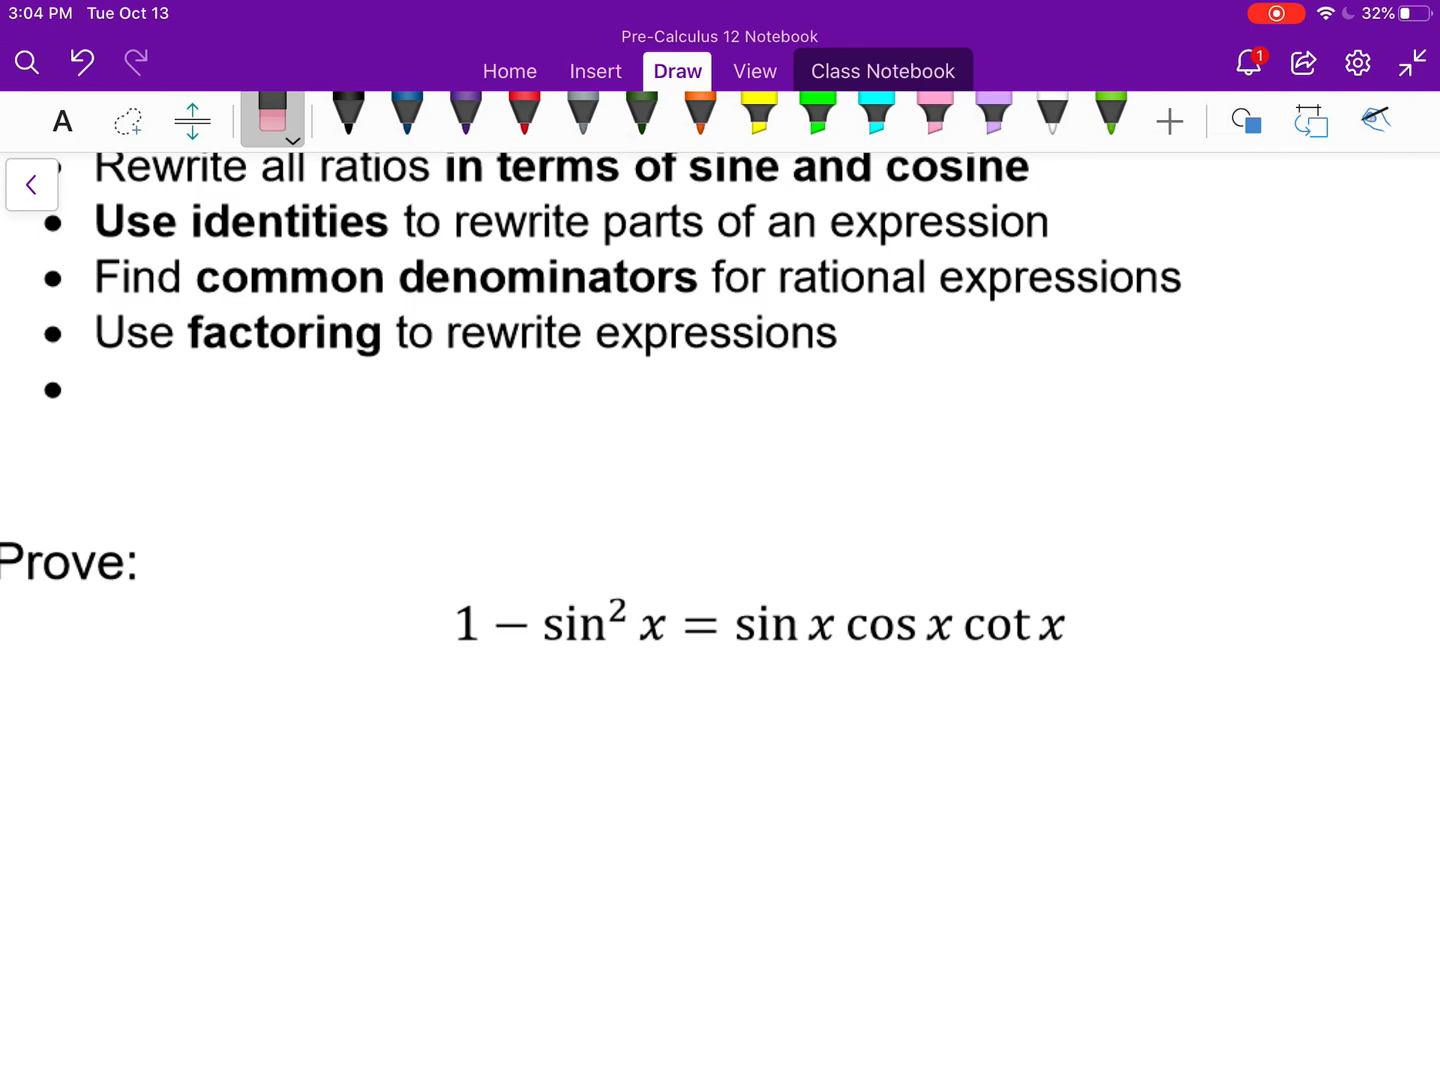 3:04 PM Tue Oct 13
32%
Pre-Calculus 12 Notebook
1
Home Insert Draw View Class Notebook
A
• Rewrite all ratios in terms of sine and cosine
• Use identities to rewrite parts of an expression
• Find common denominators for rational expressions
• Use factoring to rewrite expressions
•
Prove:
1 − sin² x = sin x cos x cot x